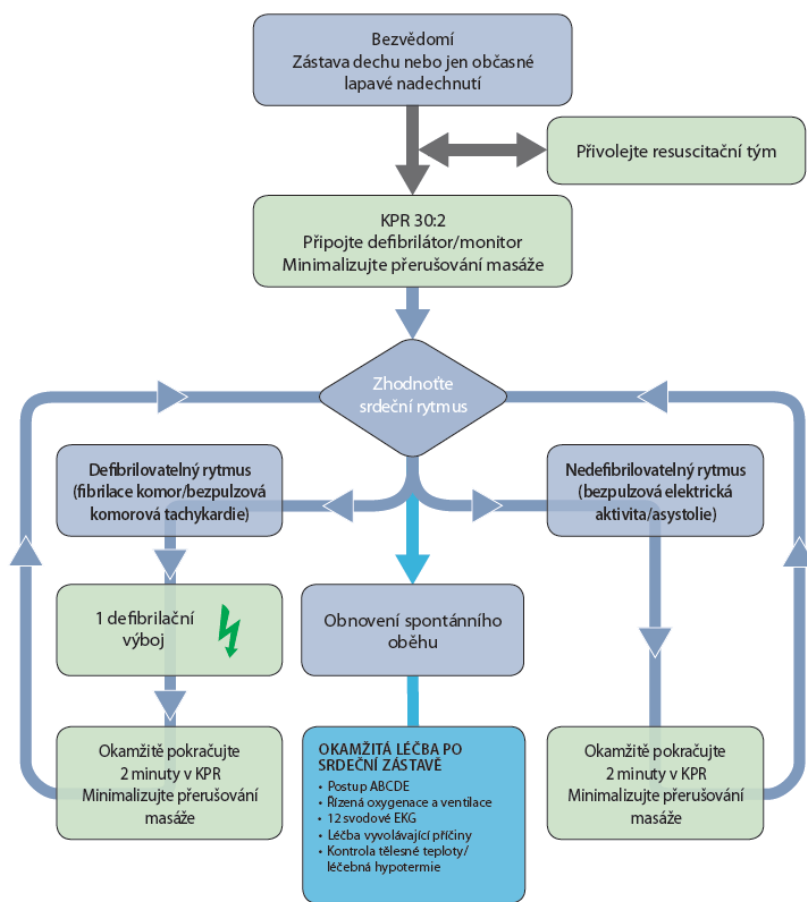 Bezvědomí
Zástava dechu nebo jen občasné
lapavé nadechnutí
Přivolejte resuscitační tým
KPR 30:2
Připojte defibrilátor/monitor
Minimalizujte přerušování masáže
Zhodnoťte
srdeční rytmus
Defibrilovatelný rytmus
(fibrilace komor/bezpulzová
komorová tachykardie)
Nedefibrilovatelný rytmus
(bezpulzová elektrická
aktivita/asystolie)
1 defibrilační
výboj
Obnovení spontánního
oběhu
Okamžitě pokračujte
2 minuty v KPR
Minimalizujte přerušování
masáže
OKAMŽITÁ LÉČBA PO
SRDEČNÍ ZÁSTAVĚ
• Postup ABCDE
• Řízená oxygenace a ventilace
• 12 svodové EKG
• Léčba vyvolávající příčiny
• Kontrola tělesné teploty/
léčebná hypotermie
Okamžitě pokračujte
2 minuty v KPR
Minimalizujte přerušování
masáže